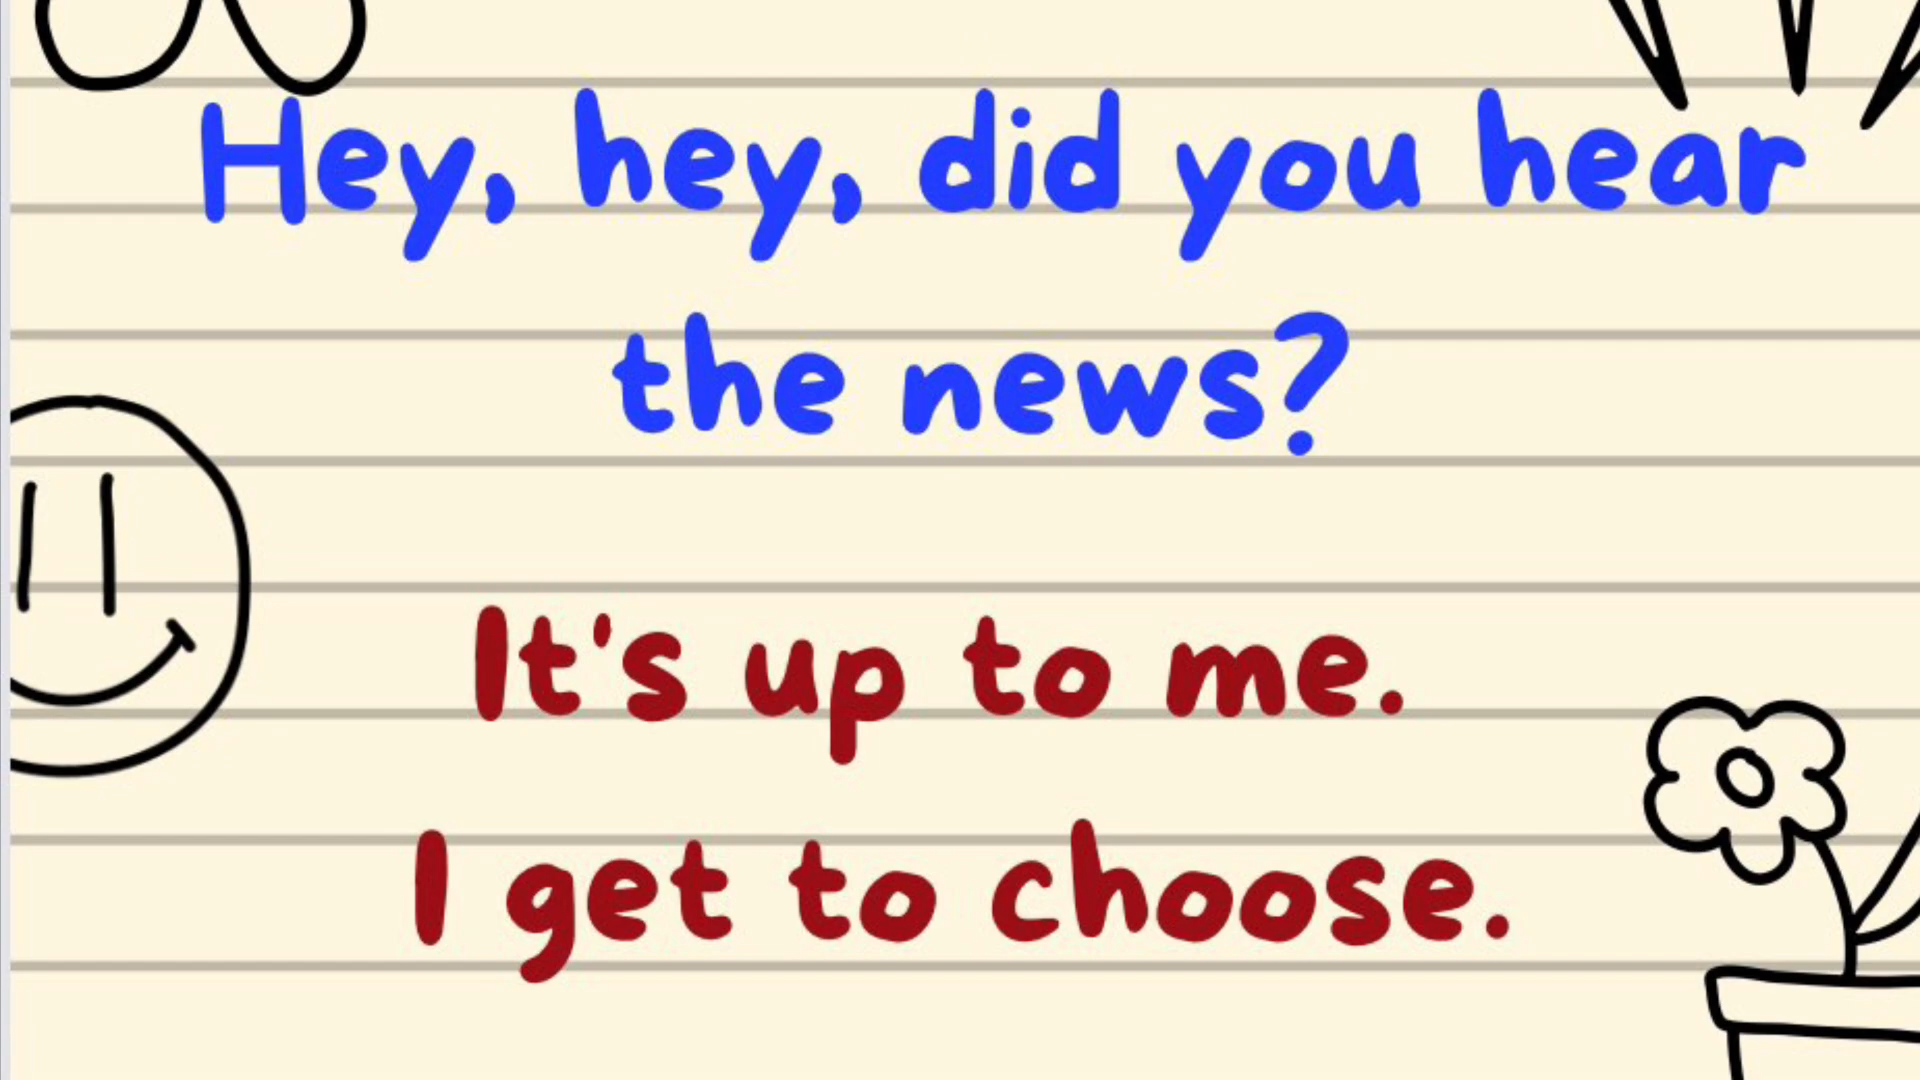 Hey, hey, did you hear
the news?
It's up to me.
I get to choose.